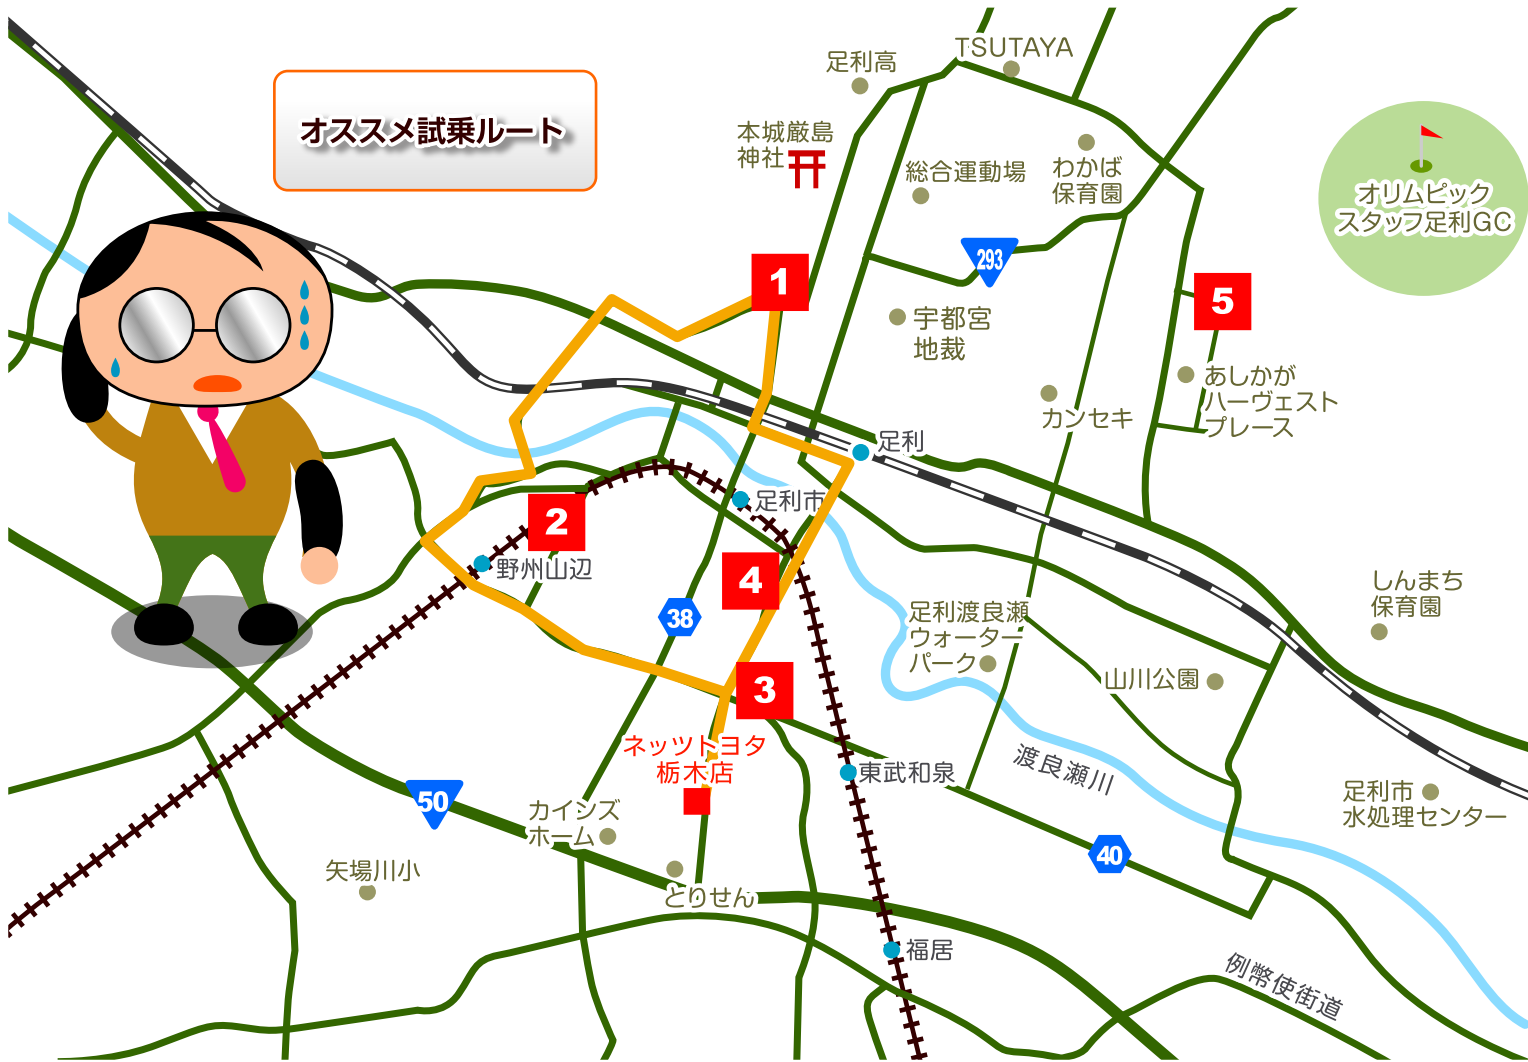 TSUTAYA
足利高
オススメ試乗ルート
本城厳島
神社
総合運動場
わかば
保育園
オリムピック
スタッフ足利GC
293
1
5
宇都宮
地裁
あしかが
ハーヴェスト
プレース
カンセキ
足利
足利市
2
野州山辺
4
38
足利渡良瀬
ウォーター
パーク
しんまち
保育園
山川公園
3
ネッツトヨタ
栃木店
東武和泉
渡良瀬川
50
カインズ
ホーム
足利市
水処理センター
40
矢場川小
とりせん
福居
例幣使街道